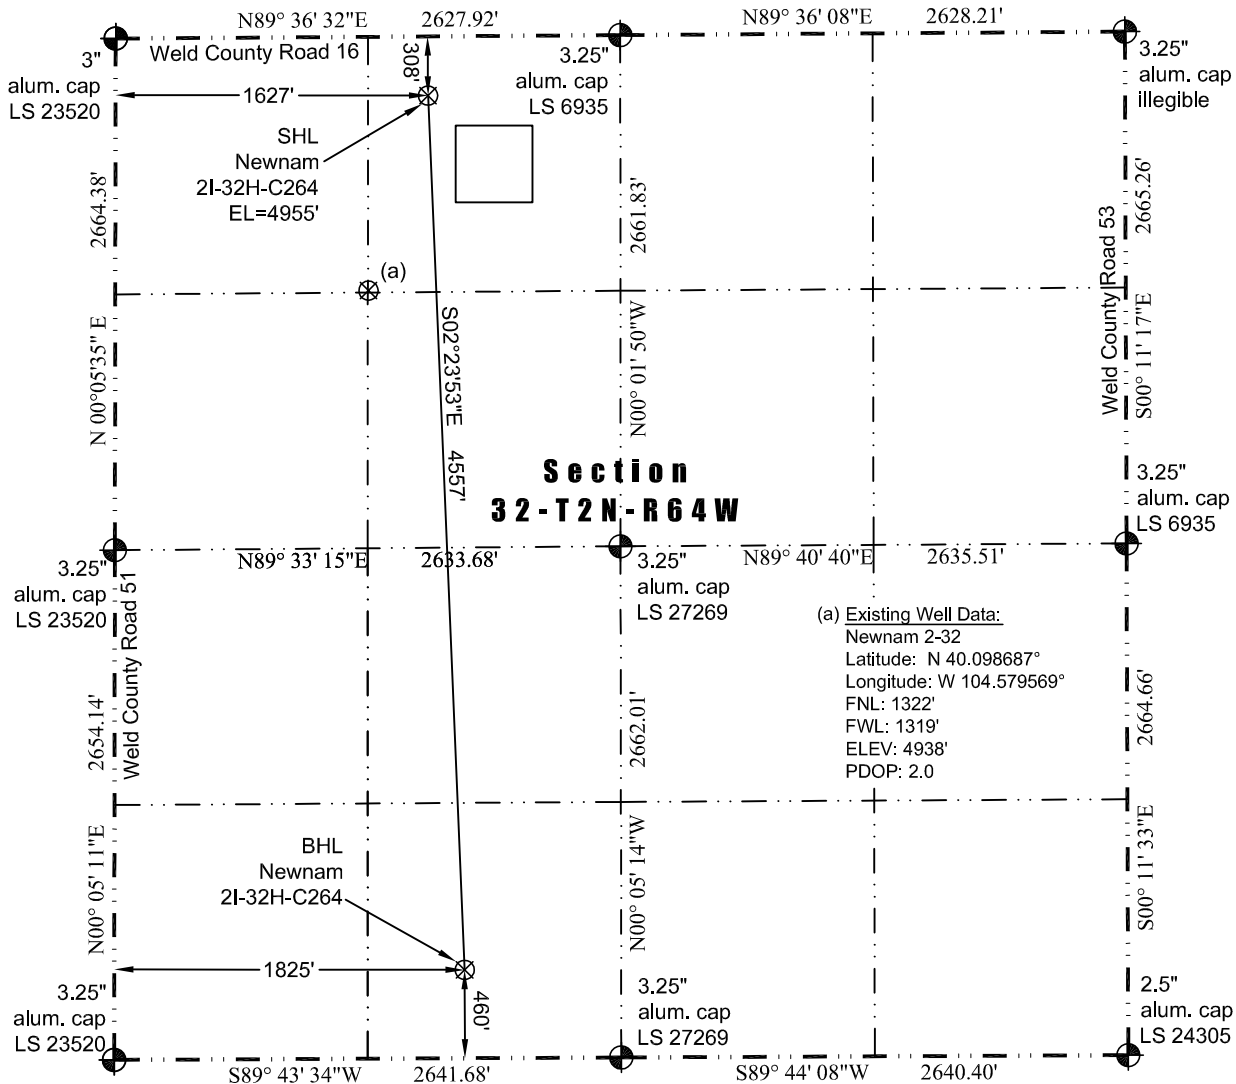 N89° 36' 32"E 2627.92'
N89° 36' 08"E 2628.21'
Weld County Road 16
3"
alum. cap
LS 23520
308'
3.25"
alum. cap
LS 6935
3.25"
alum. cap
illegible
1627'
SHL
Newnam
2I-32H-C264
EL=4955'
2664.38'
2661.83'
2665.26'
Weld County Road 53
(a)
N 00°05'35" E
S02°23'53"E 4557'
N00° 01' 50"W
S00° 11' 17"E
Section
32-T2N-R64W
3.25"
alum. cap
LS 6935
N89° 33' 15"E 2633.68'
N89° 40' 40"E 2635.51'
3.25"
alum. cap
LS 23520
Weld County Road 51
3.25"
alum. cap
LS 27269
(a) Existing Well Data:
Newnam 2-32
Latitude: N 40.098687°
Longitude: W 104.579569°
FNL: 1322'
FWL: 1319'
ELEV: 4938'
PDOP: 2.0
2654.14'
2662.01'
2664.66'
BHL
Newnam
2I-32H-C264
N00° 05' 11"E
N00° 05' 14"W
S00° 11' 33"E
1825'
460'
3.25"
alum. cap
LS 23520
3.25"
alum. cap
LS 27269
2.5"
alum. cap
LS 24305
S89° 43' 34"W 2641.68'
S89° 44' 08"W 2640.40'